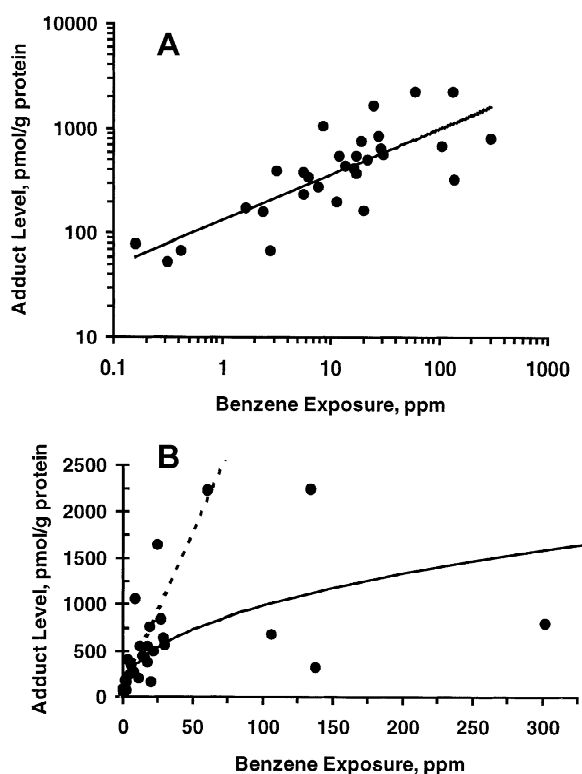 A
Adduct Level, pmol/g protein
10000
1000
100
10
0.1 1 10 100 1000
Benzene Exposure, ppm
B
Adduct Level, pmol/g protein
2500
2000
1500
1000
500
0
0 50 100 150 200 250 300
Benzene Exposure, ppm